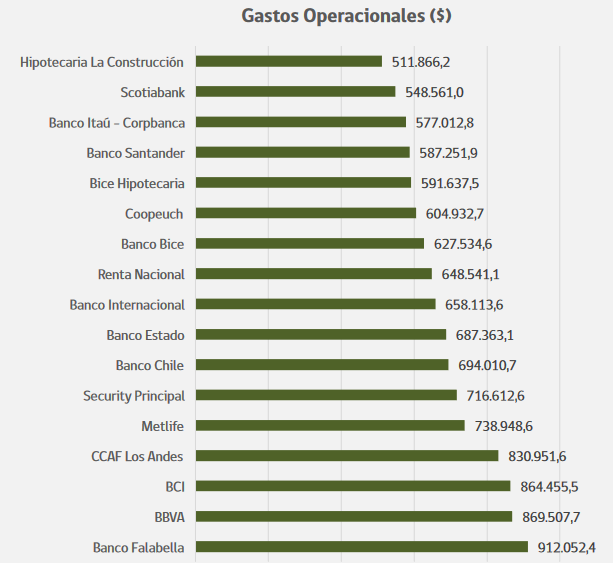 Gastos Operacionales ($)
Hipotecaria La Construcción 511.866,2
Scotiabank 548.561,0
Banco Itaú – Corpbanca 577.012,8
Banco Santander 587.251,9
Bice Hipotecaria 591.637,5
Coopeuch 604.932,7
Banco Bice 627.534,6
Renta Nacional 648.541,1
Banco Internacional 658.113,6
Banco Estado 687.363,1
Banco Chile 694.010,7
Security Principal 716.612,6
Metlife 738.948,6
CCAF Los Andes 830.951,6
BCI 864.455,5
BBVA 869.507,7
Banco Falabella 912.052,4